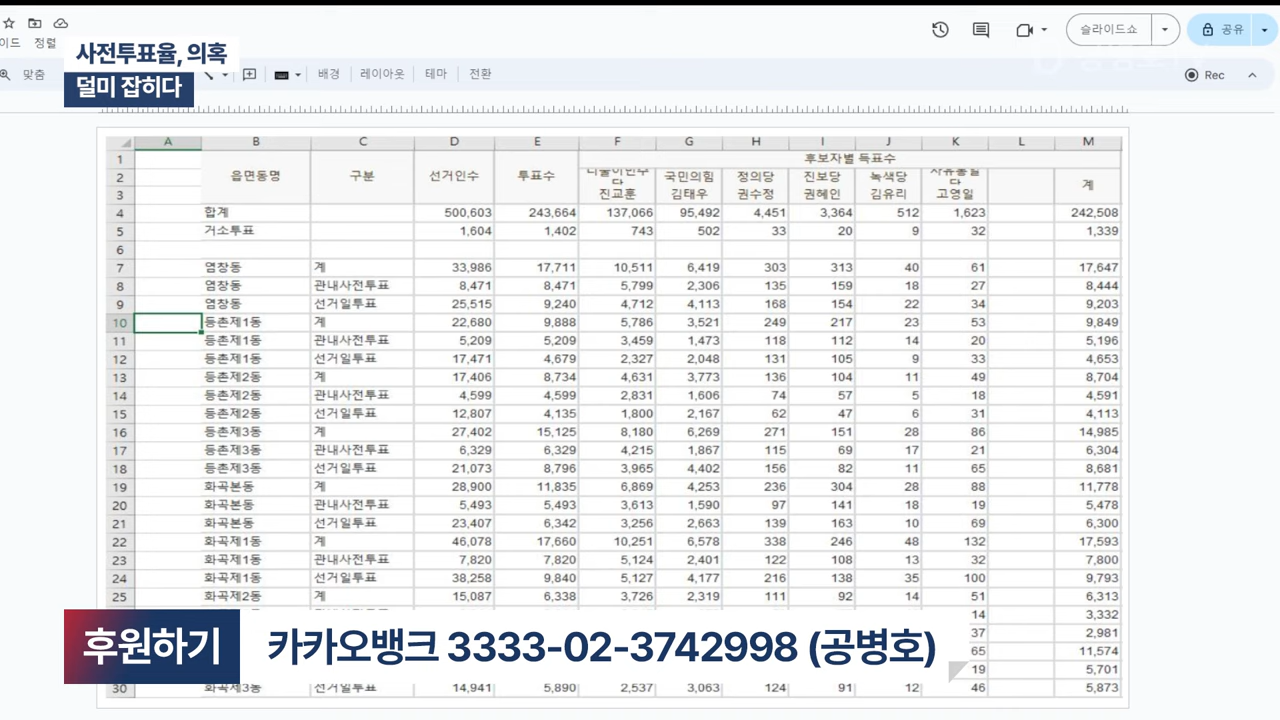 이드 정렬
사전투표율, 의혹
덜미 잡히다
슬라이드쇼
공유
맞춤
배경 레이아웃 테마 전환
Rec
A B C D E F G H I J K L M
1 후보자별 득표수
2 읍면동명 구분 선거인수 투표수 국민의힘 정의당 진보당 녹색당 계
3 진교훈 김태우 권수정 권혜인 김유리 고영일
4 합계 500,603 243,664 137,066 95,492 4,451 3,364 512 1,623 242,508
5 거소투표 1,604 1,402 743 502 33 20 9 32 1,339
6
7 염창동 계 33,986 17,711 10,511 6,419 303 313 40 61 17,647
8 염창동 관내사전투표 8,471 8,471 5,799 2,306 135 159 18 27 8,444
9 염창동 선거일투표 25,515 9,240 4,712 4,113 168 154 22 34 9,203
10 등촌제1동 계 22,680 9,888 5,786 3,521 249 217 23 53 9,849
11 등촌제1동 관내사전투표 5,209 5,209 3,459 1,473 118 112 14 20 5,196
12 등촌제1동 선거일투표 17,471 4,679 2,327 2,048 131 105 9 33 4,653
13 등촌제2동 계 17,406 8,734 4,631 3,773 136 104 11 49 8,704
14 등촌제2동 관내사전투표 4,599 4,599 2,831 1,606 74 57 5 18 4,591
15 등촌제2동 선거일투표 12,807 4,135 1,800 2,167 62 47 6 31 4,113
16 등촌제3동 계 27,402 15,125 8,180 6,269 271 151 28 86 14,985
17 등촌제3동 관내사전투표 6,329 6,329 4,215 1,867 115 69 17 21 6,304
18 등촌제3동 선거일투표 21,073 8,796 3,965 4,402 156 82 11 65 8,681
19 화곡본동 계 28,900 11,835 6,869 4,253 236 304 28 88 11,778
20 화곡본동 관내사전투표 5,493 5,493 3,613 1,590 97 141 18 19 5,478
21 화곡본동 선거일투표 23,407 6,342 3,256 2,663 139 163 10 69 6,300
22 화곡제1동 계 46,078 17,660 10,251 6,578 338 246 48 132 17,593
23 화곡제1동 관내사전투표 7,820 7,820 5,124 2,401 122 108 13 32 7,800
24 화곡제1동 선거일투표 38,258 9,840 5,127 4,177 216 138 35 100 9,793
25 화곡제2동 계 15,087 6,338 3,726 2,319 111 92 14 51 6,313
14 3,332
37 2,981
65 11,574
19 5,701
30 화곡제3동 선거일투표 14,941 5,890 2,537 3,063 124 91 12 46 5,873
후원하기 카카오뱅크 3333-02-3742998 (공병호)